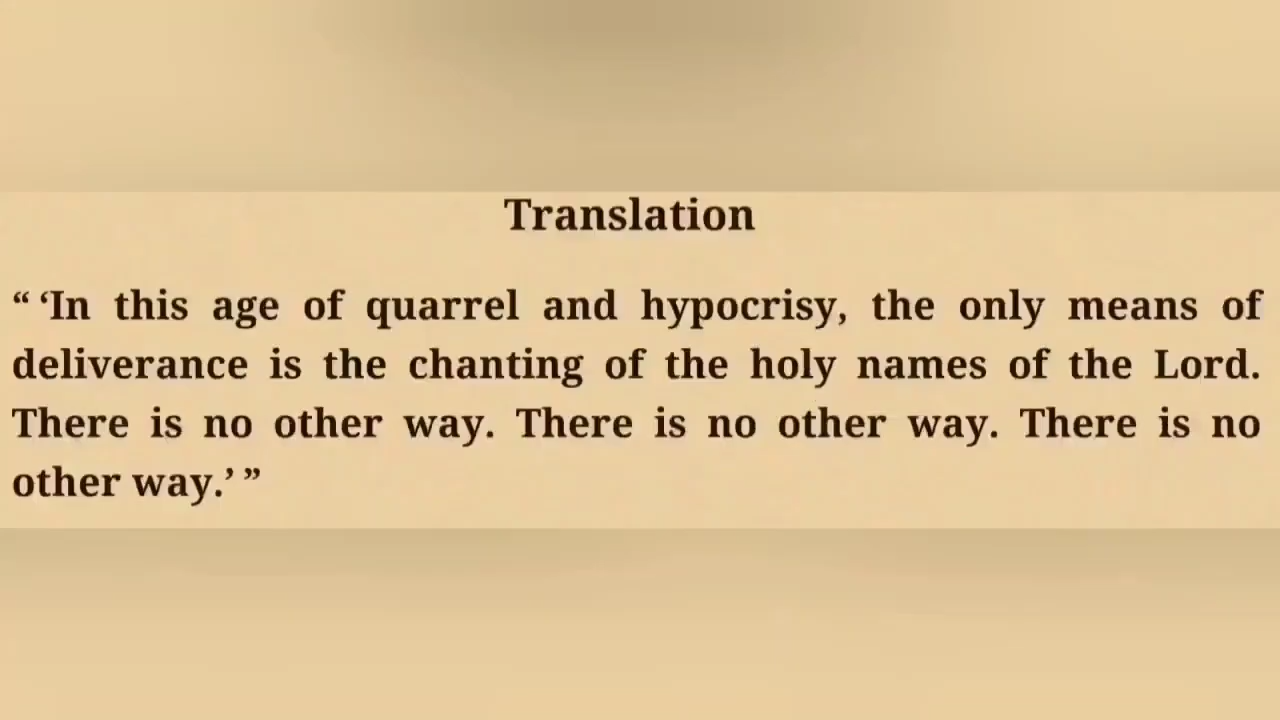 Translation
“ ‘In this age of quarrel and hypocrisy, the only means of
deliverance is the chanting of the holy names of the Lord.
There is no other way. There is no other way. There is no
other way.’ ”